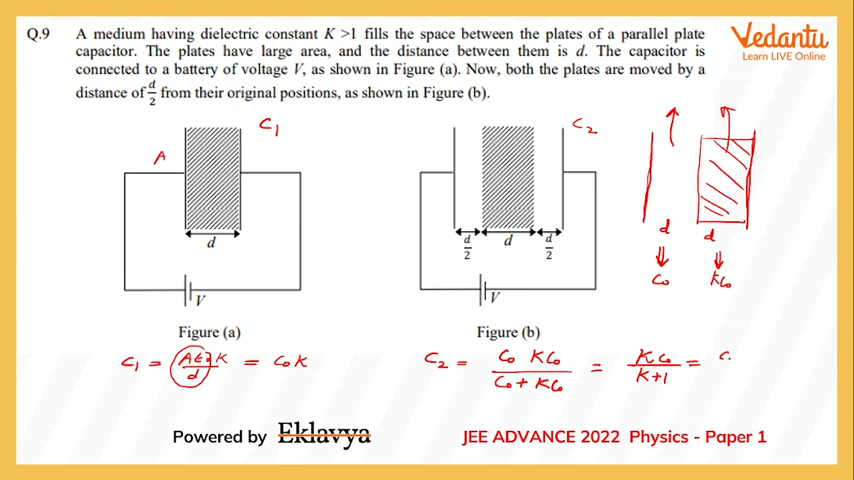 Q.9 A medium having dielectric constant K >1 fills the space between the plates of a parallel plate
capacitor. The plates have large area, and the distance between them is d. The capacitor is
connected to a battery of voltage V, as shown in Figure (a). Now, both the plates are moved by a
distance of d/2 from their original positions, as shown in Figure (b).
Vedantu
Learn LIVE Online
C₁
C₂
A
d
d/2 d d/2
d d
C₀ KC₀
V
V
Figure (a)
Figure (b)
C₁ = A∈₀K/d = C₀K
C₂ = C₀ KC₀/(C₀ + KC₀) = KC₀/(K+1) =
Powered by Eklavya
JEE ADVANCE 2022 Physics - Paper 1